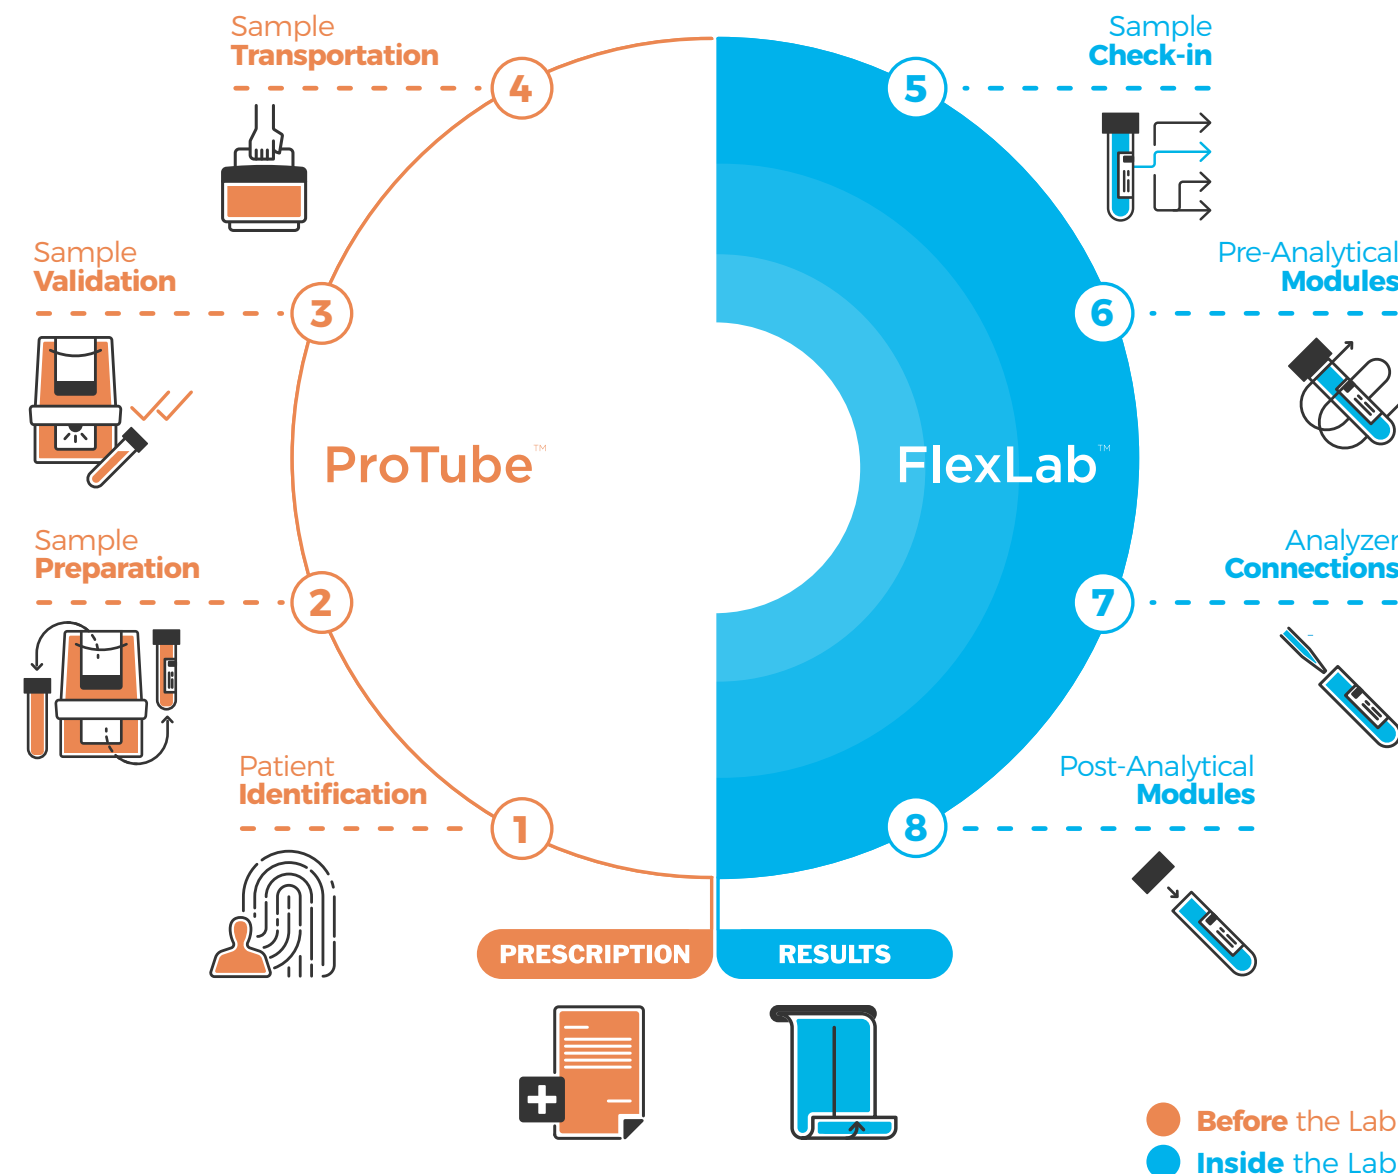 Sample
Transportation
4
Sample
Check-in
5
Sample
Validation
3
Pre-Analytical
Modules
6
ProTube™
FlexLab™
Sample
Preparation
2
Analyzer
Connections
7
Patient
Identification
1
Post-Analytical
Modules
8
PRESCRIPTION
RESULTS
Before the Lab
Inside the Lab